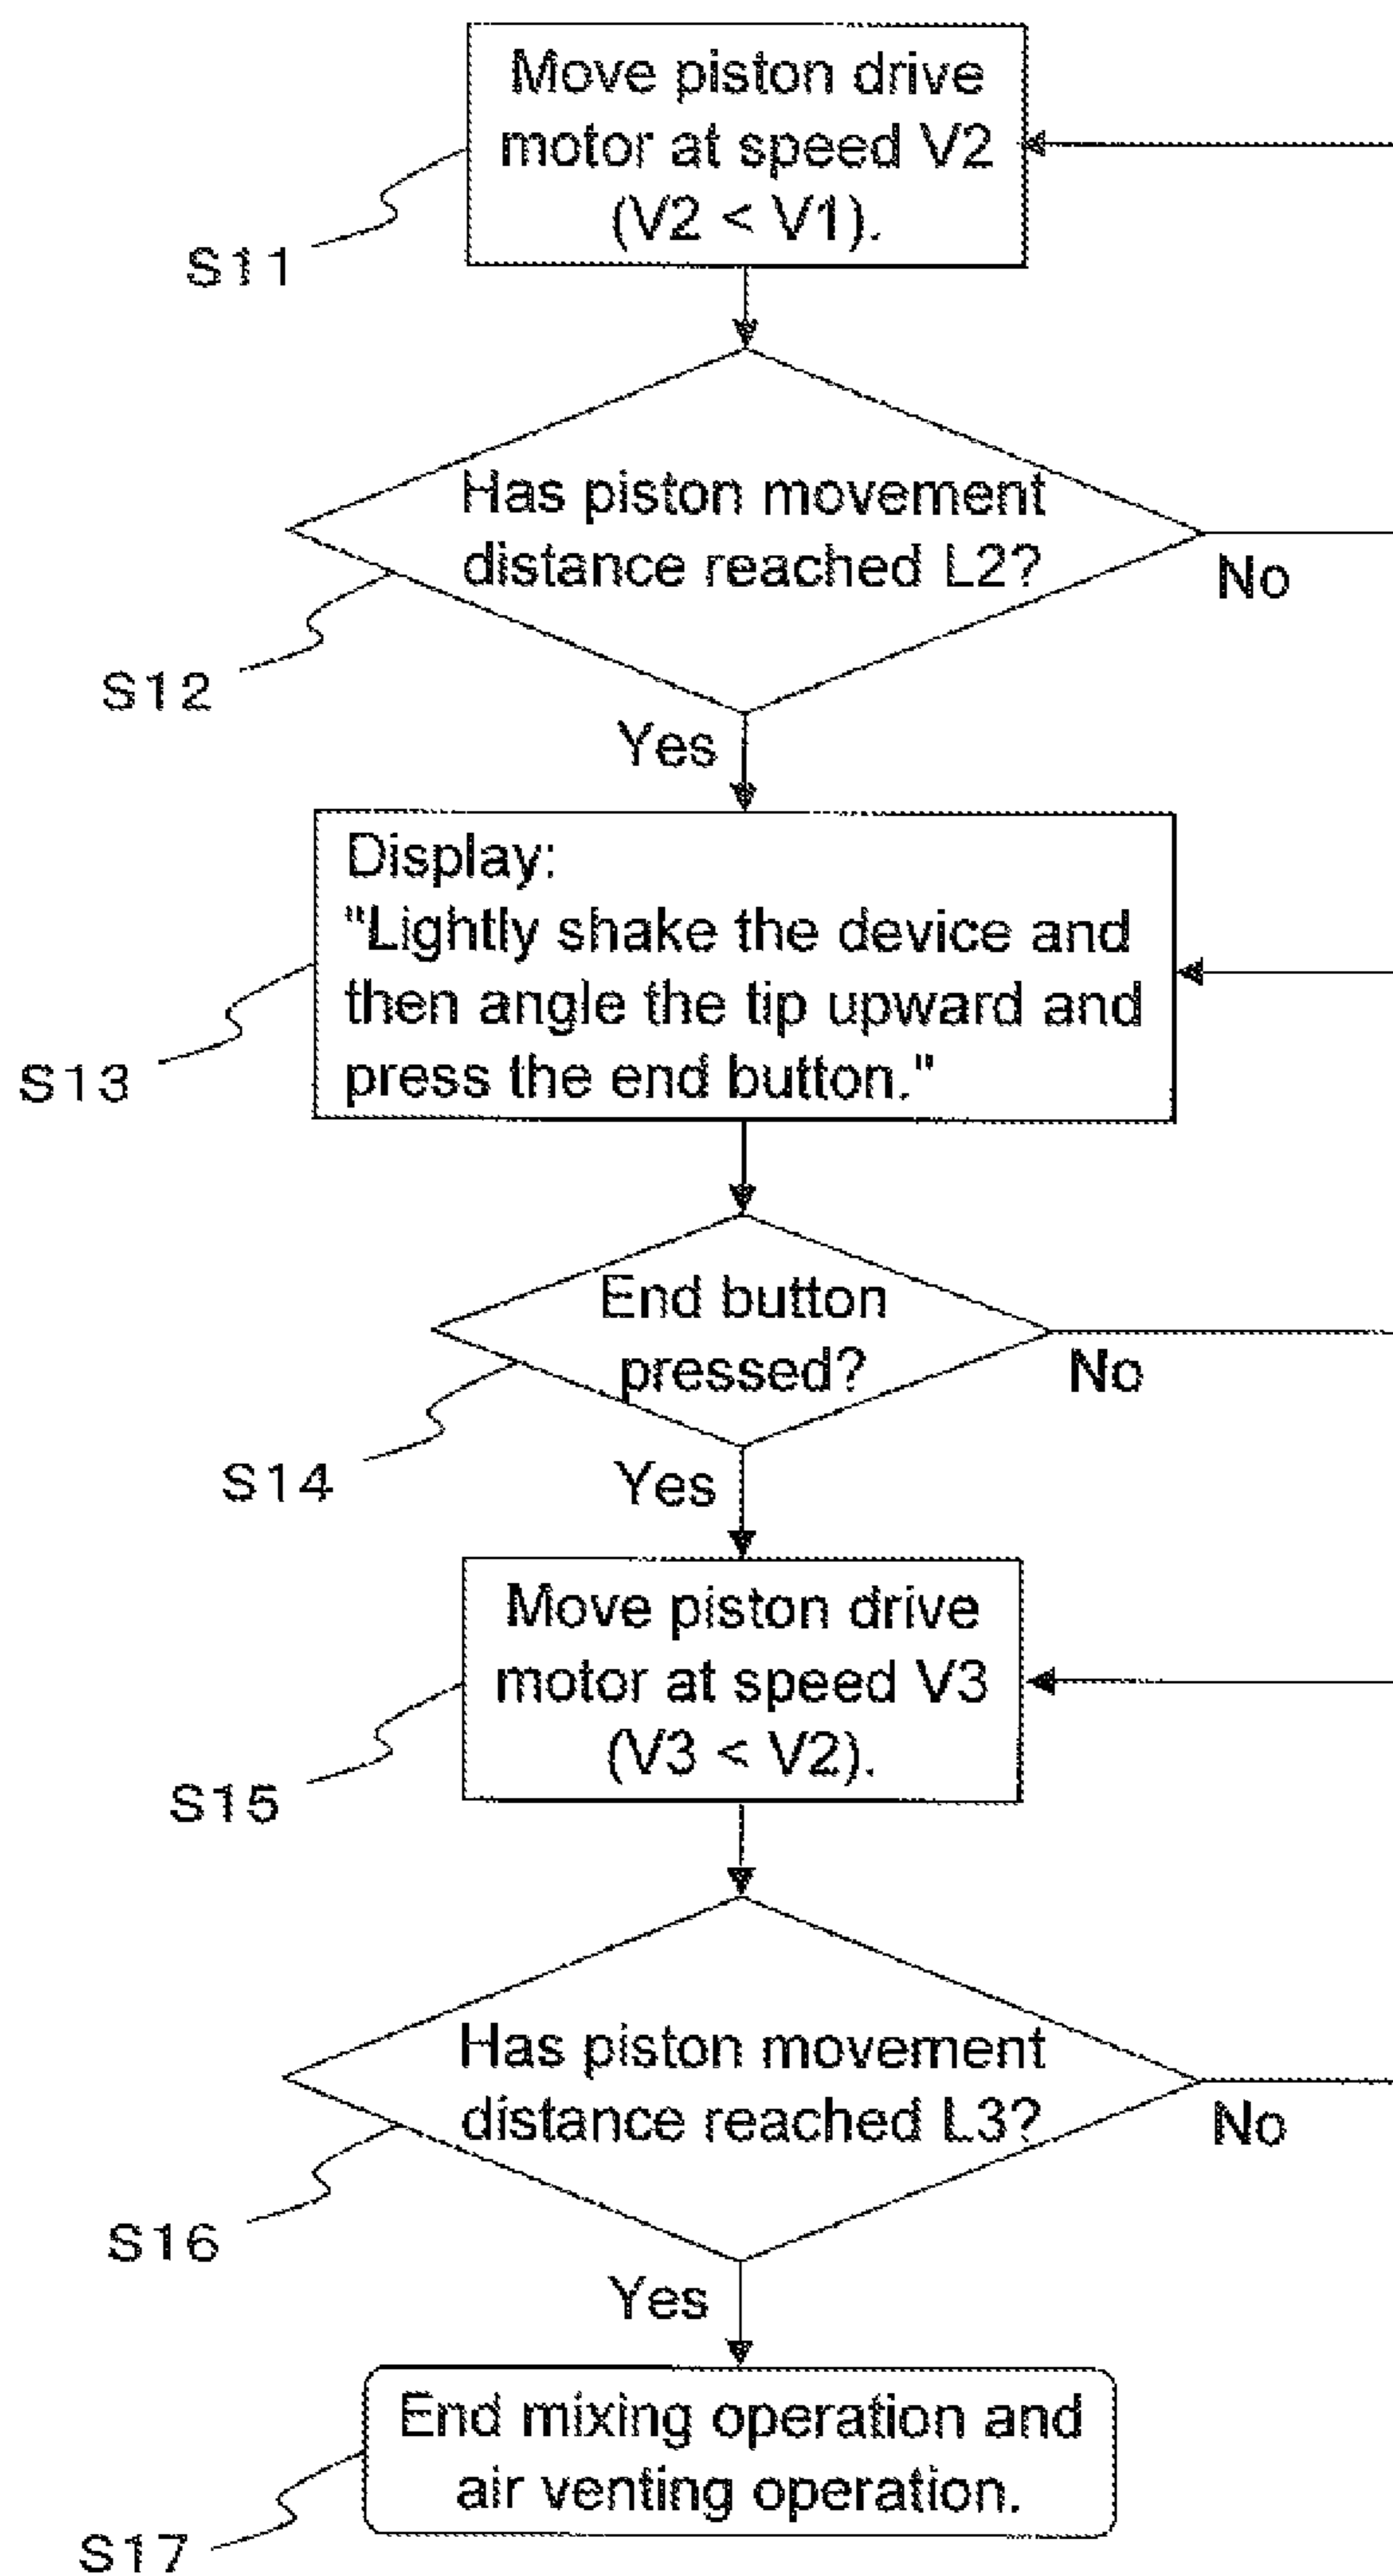 Move piston drive
motor at speed V2
(V2 < V1).
S11
Has piston movement
distance reached L2?
No
S12
Yes
Display:
"Lightly shake the device and
then angle the tip upward and
press the end button."
S13
End button
pressed?
No
S14
Yes
Move piston drive
motor at speed V3
(V3 < V2).
S15
Has piston movement
distance reached L3?
No
S16
Yes
End mixing operation and
air venting operation.
S17